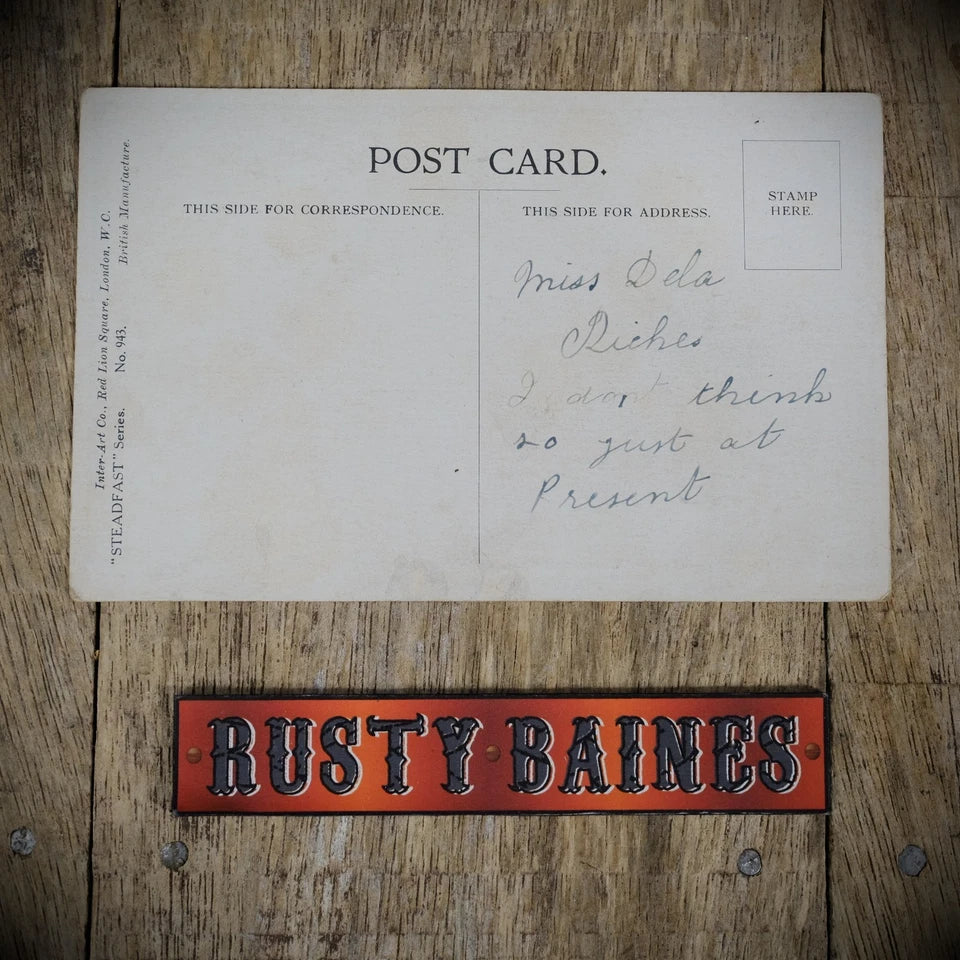 POST CARD.
THIS SIDE FOR CORRESPONDENCE.
THIS SIDE FOR ADDRESS.
STAMP
HERE.
Inter-Art Co., Red Lion Square, London, W.C.
British Manufacture.
"STEADFAST" Series. No. 943.
Miss Dela
Riches
I don't think
so just at
Present
RUSTY BAINES